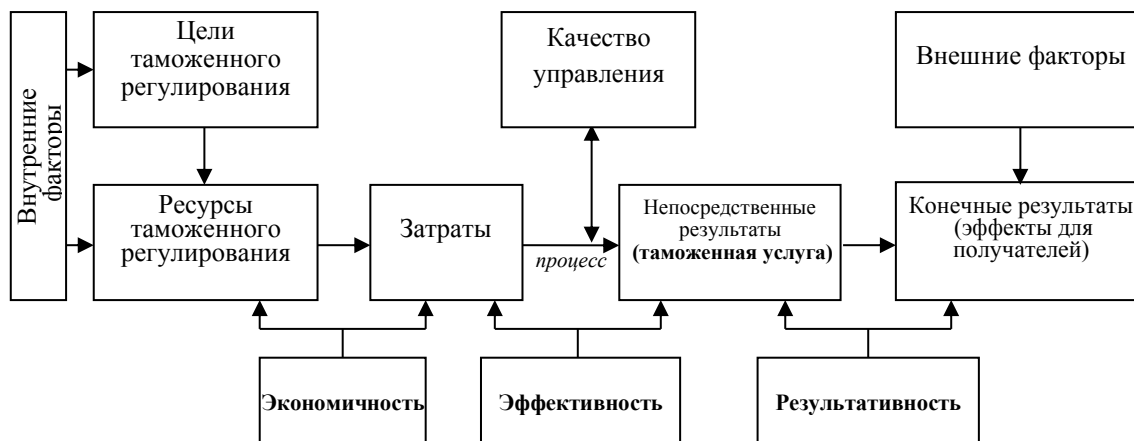 Внутренние
факторы
Цели
таможенного
регулирования
Качество
управления
Внешние факторы
Ресурсы
таможенного
регулирования
Затраты
процесс
Непосредственные
результаты
(таможенная услуга)
Конечные результаты
(эффекты для
получателей)
Экономичность
Эффективность
Результативность